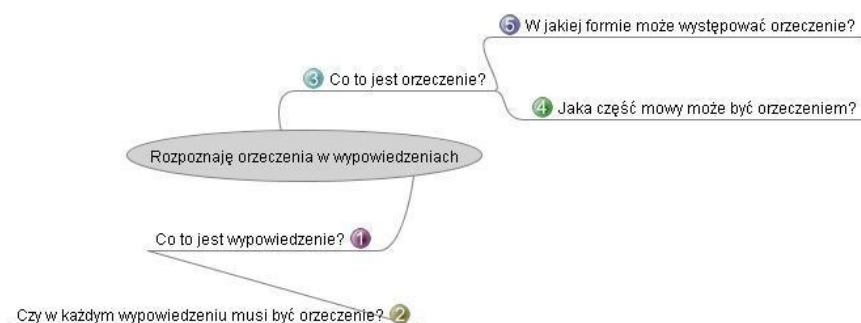 5 W jakiej formie może występować orzeczenie?
3 Co to jest orzeczenie?
4 Jaka część mowy może być orzeczeniem?
Rozpoznaję orzeczenia w wypowiedzeniach
Co to jest wypowiedzenie? 1
Czy w każdym wypowiedzeniu musi być orzeczenie? 2